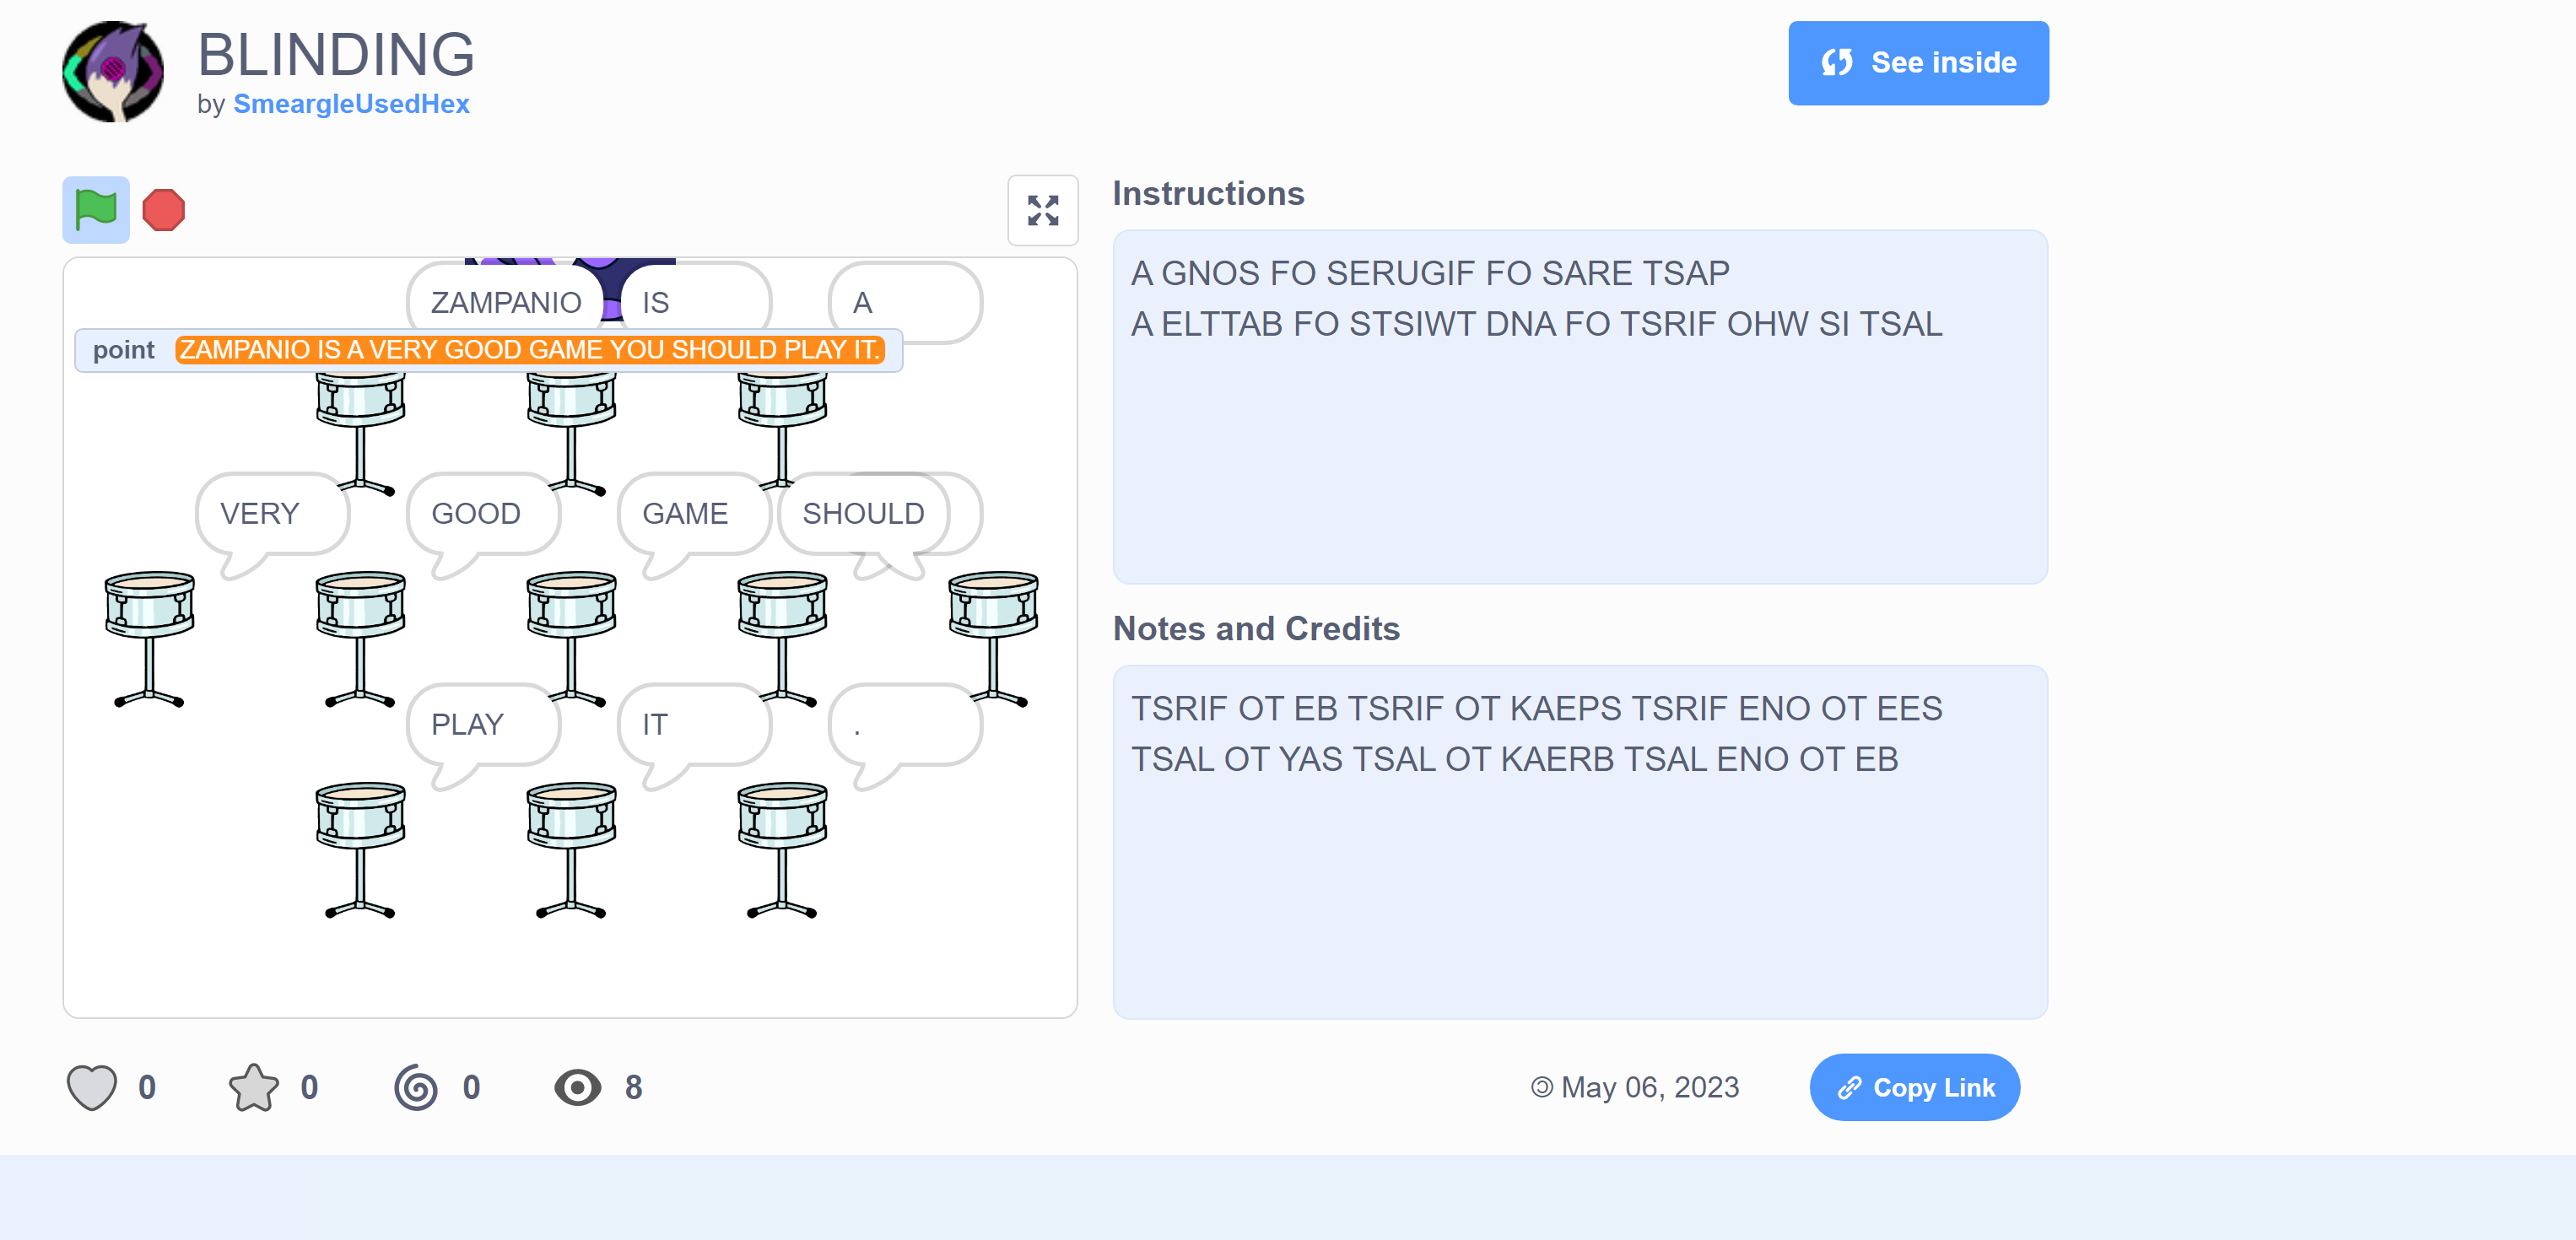 BLINDING
by SmeargleUsedHex
See inside
ZAMPANIO IS A
point ZAMPANIO IS A VERY GOOD GAME YOU SHOULD PLAY IT.
VERY GOOD GAME SHOULD
PLAY IT .
Instructions
A GNOS FO SERUGIF FO SARE TSAP
A ELTTAB FO STSIWT DNA FO TSRIF OHW SI TSAL
Notes and Credits
TSRIF OT EB TSRIF OT KAEPS TSRIF ENO OT EES
TSAL OT YAS TSAL OT KAERB TSAL ENO OT EB
0 0 0 8
May 06, 2023
Copy Link